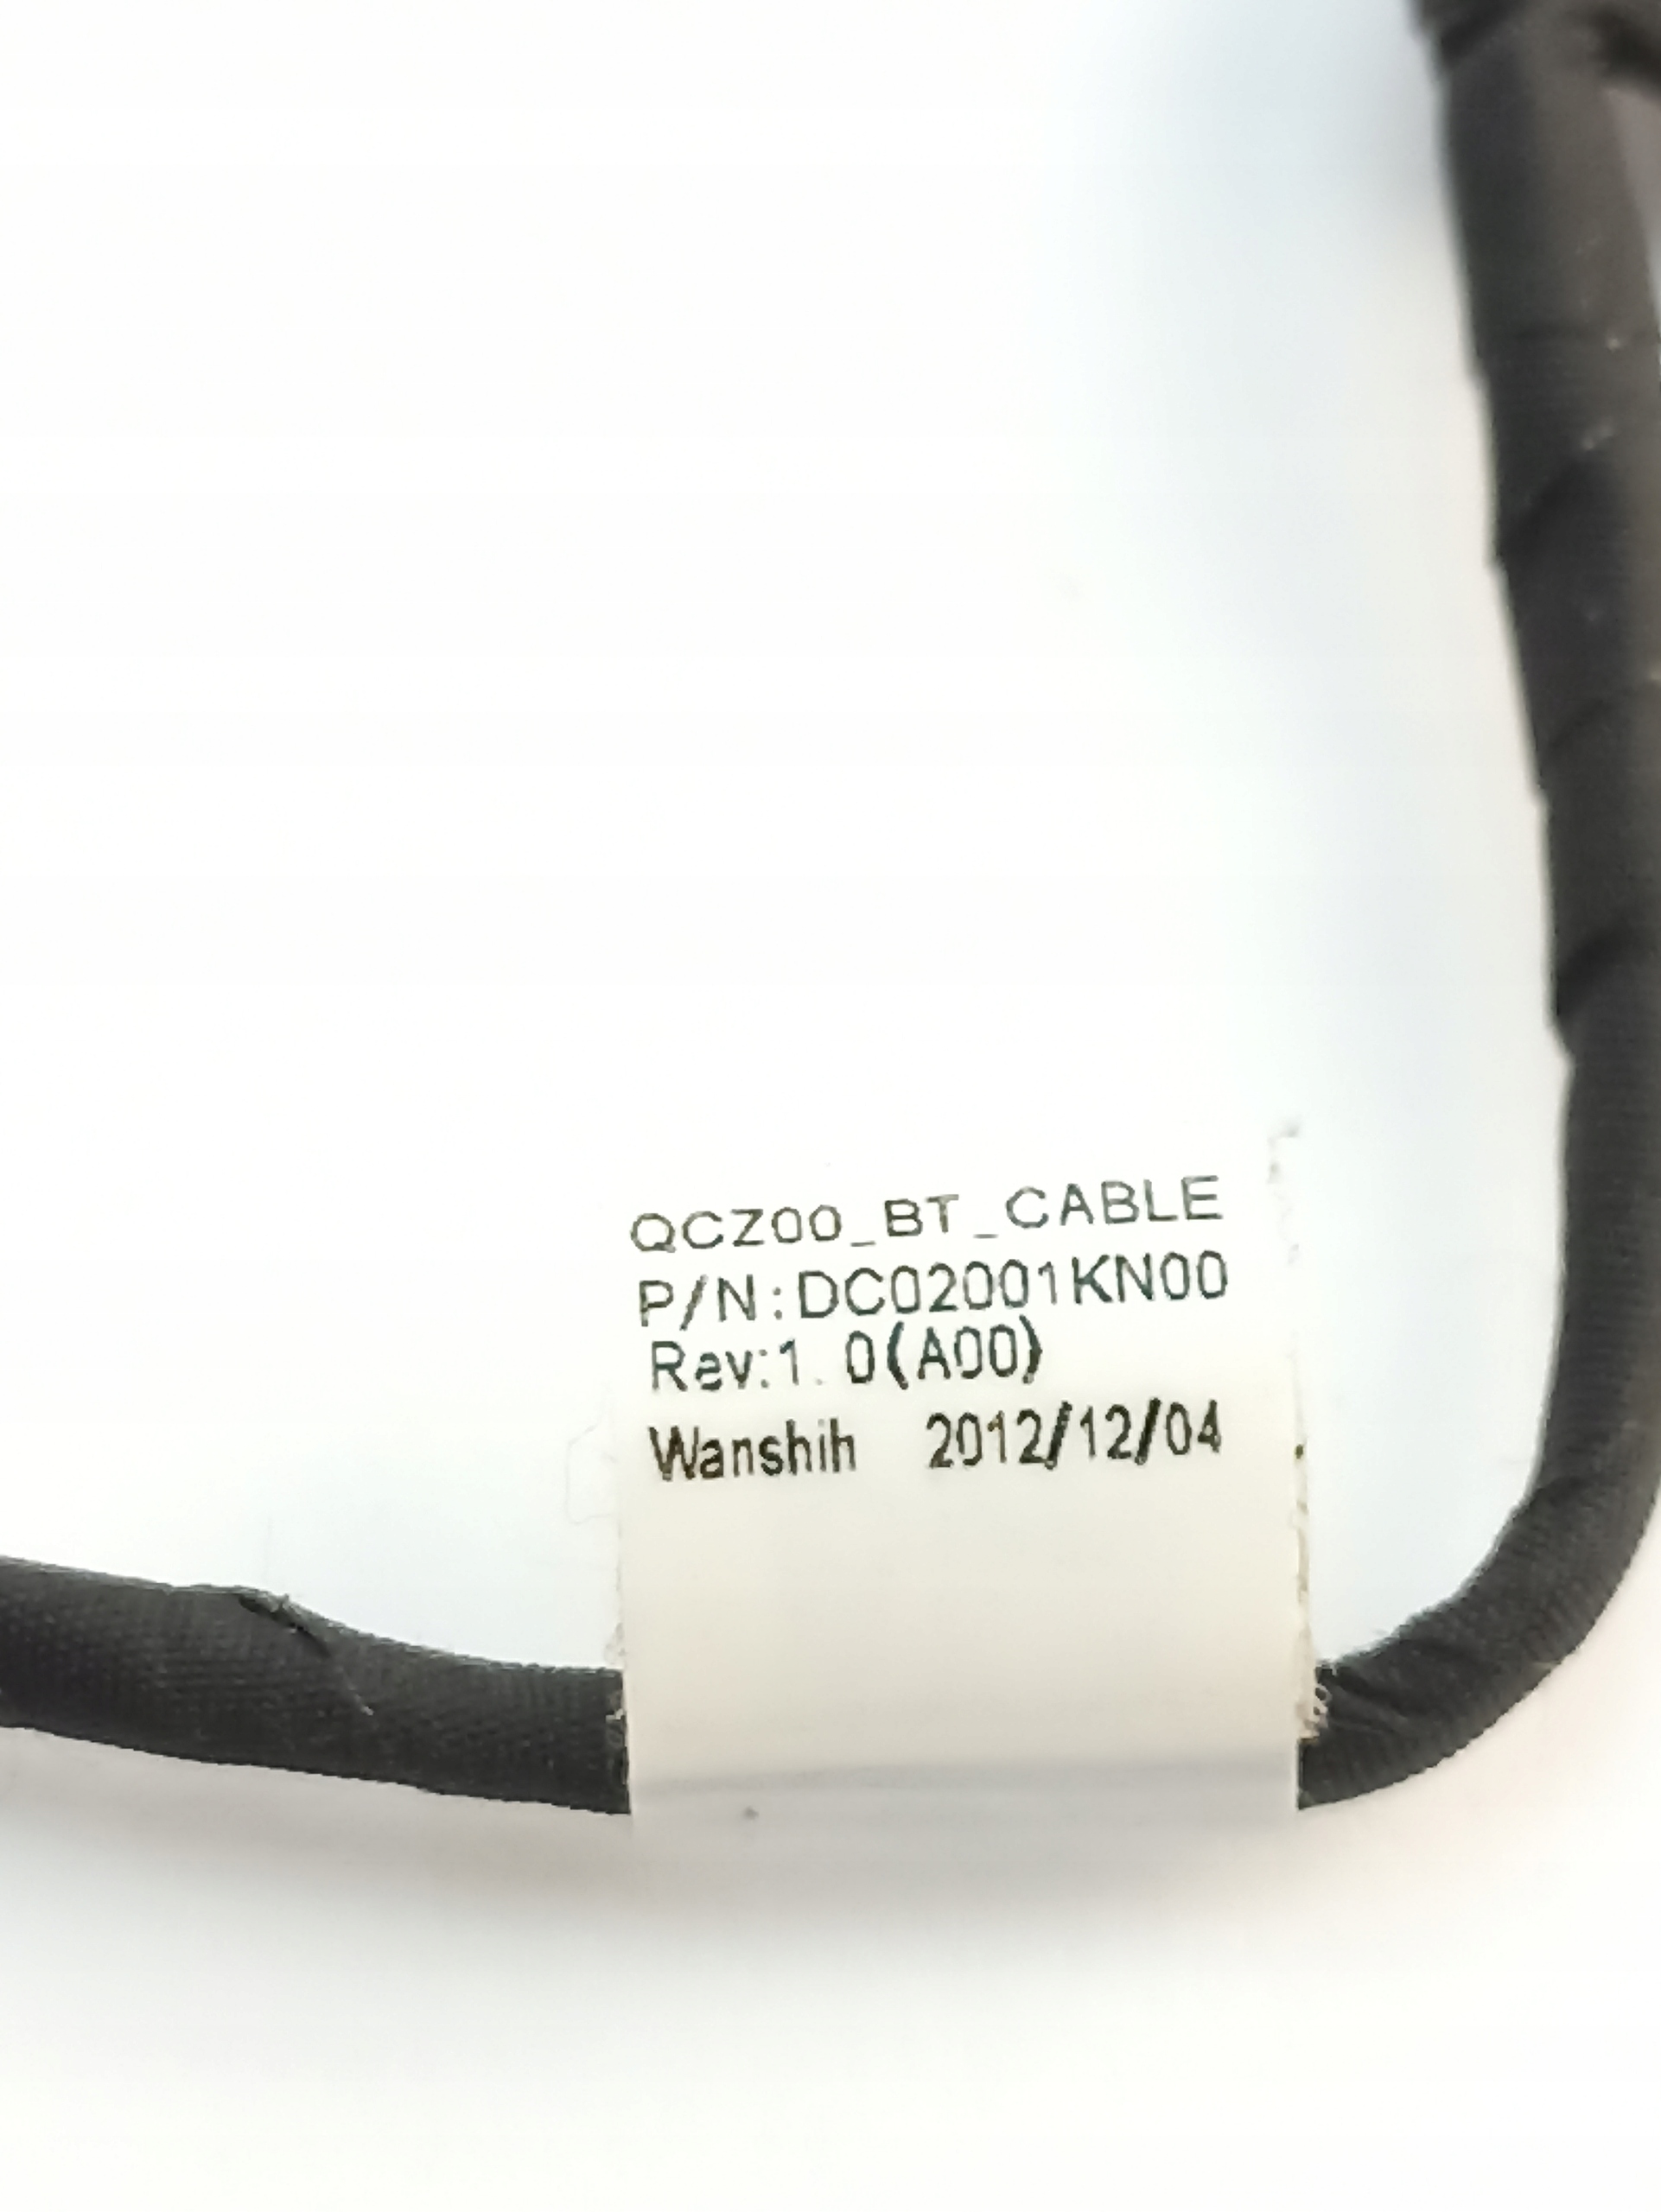 QCZ00_BT_CABLE
P/N:DC02001KN00
Rev:1.0(A00)
Wanshih 2012/12/04